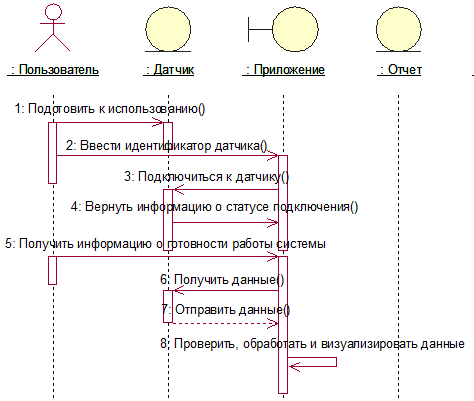 : Пользователь
: Датчик
: Приложение
: Отчет
1: Подготовить к использованию()
2: Ввести идентификатор датчика()
3: Подключиться к датчику()
4: Вернуть информацию о статусе подключения()
5: Получить информацию о готовности работы системы
6: Получить данные()
7: Отправить данные()
8: Проверить, обработать и визуализировать данные